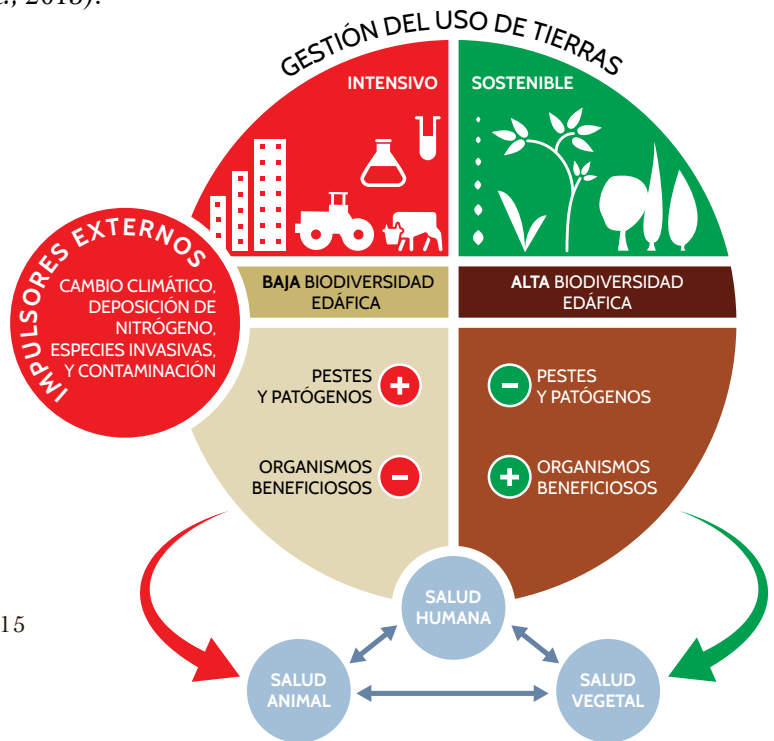 2015).
GESTIÓN DEL USO DE TIERRAS
INTENSIVO
SOSTENIBLE
IMPULSORES EXTERNOS
CAMBIO CLIMÁTICO,
DEPOSICIÓN DE
NITRÓGENO,
ESPECIES INVASIVAS,
Y CONTAMINACIÓN
BAJA BIODIVERSIDAD
EDÁFICA
ALTA BIODIVERSIDAD
EDÁFICA
PESTES
Y PATÓGENOS
+
-
PESTES
Y PATÓGENOS
ORGANISMOS
BENEFICIOSOS
-
+
ORGANISMOS
BENEFICIOSOS
SALUD
HUMANA
15
SALUD
ANIMAL
SALUD
VEGETAL